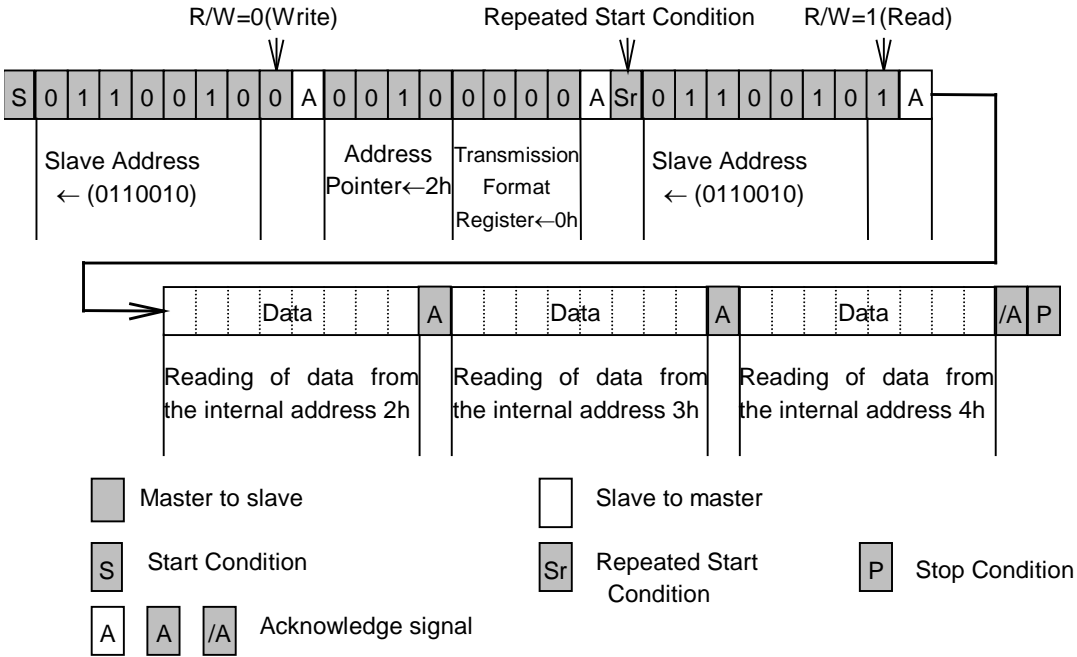 R/W=0(Write) Repeated Start Condition R/W=1(Read)
S 0 1 1 0 0 1 0 0 A 0 0 1 0 0 0 0 0 A Sr 0 1 1 0 0 1 0 1 A
Slave Address
← (0110010)
Address
Pointer←2h
Transmission
Format
Register←0h
Slave Address
← (0110010)
Data A Data A Data /A P
Reading of data from
the internal address 2h
Reading of data from
the internal address 3h
Reading of data from
the internal address 4h
Master to slave
Slave to master
S Start Condition
Sr Repeated Start
Condition
P Stop Condition
A A /A Acknowledge signal